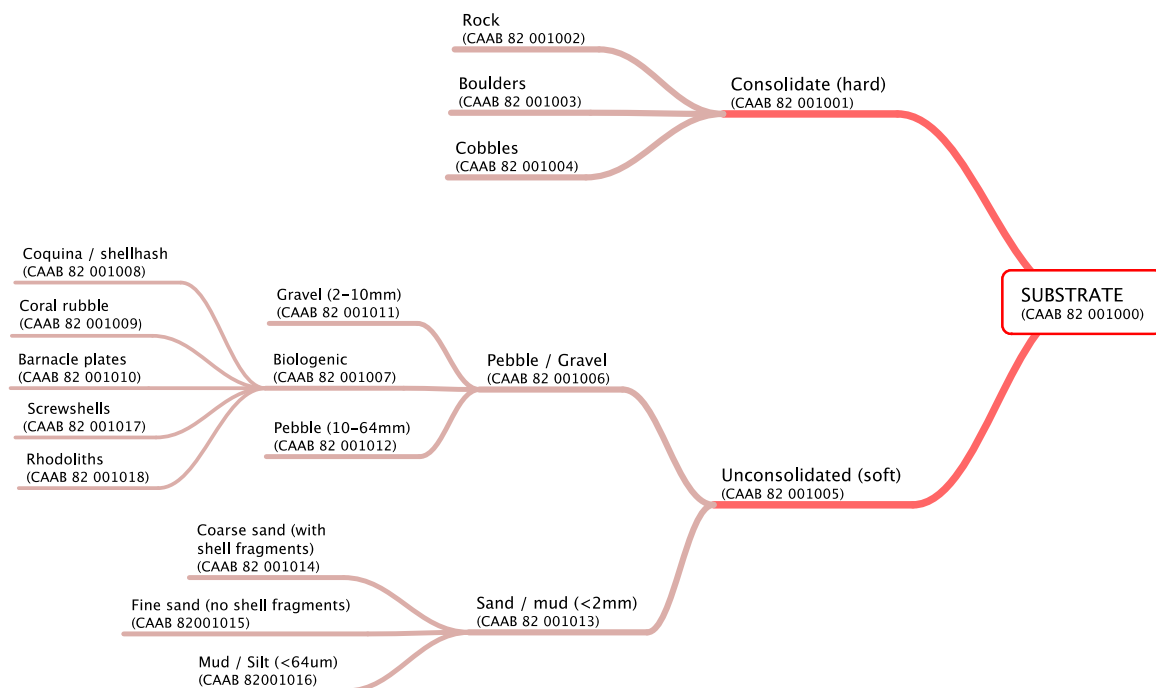 Rock
(CAAB 82 001002)
Boulders
(CAAB 82 001003)
Cobbles
(CAAB 82 001004)
Consolidate (hard)
(CAAB 82 001001)
SUBSTRATE
(CAAB 82 001000)
Coquina / shellhash
(CAAB 82 001008)
Coral rubble
(CAAB 82 001009)
Barnacle plates
(CAAB 82 001010)
Screwshells
(CAAB 82 001017)
Rhodoliths
(CAAB 82 001018)
Gravel (2–10mm)
(CAAB 82 001011)
Biologenic
(CAAB 82 001007)
Pebble (10–64mm)
(CAAB 82 001012)
Pebble / Gravel
(CAAB 82 001006)
Unconsolidated (soft)
(CAAB 82 001005)
Coarse sand (with
shell fragments)
(CAAB 82 001014)
Fine sand (no shell fragments)
(CAAB 82001015)
Mud / Silt (<64um)
(CAAB 82001016)
Sand / mud (<2mm)
(CAAB 82 001013)